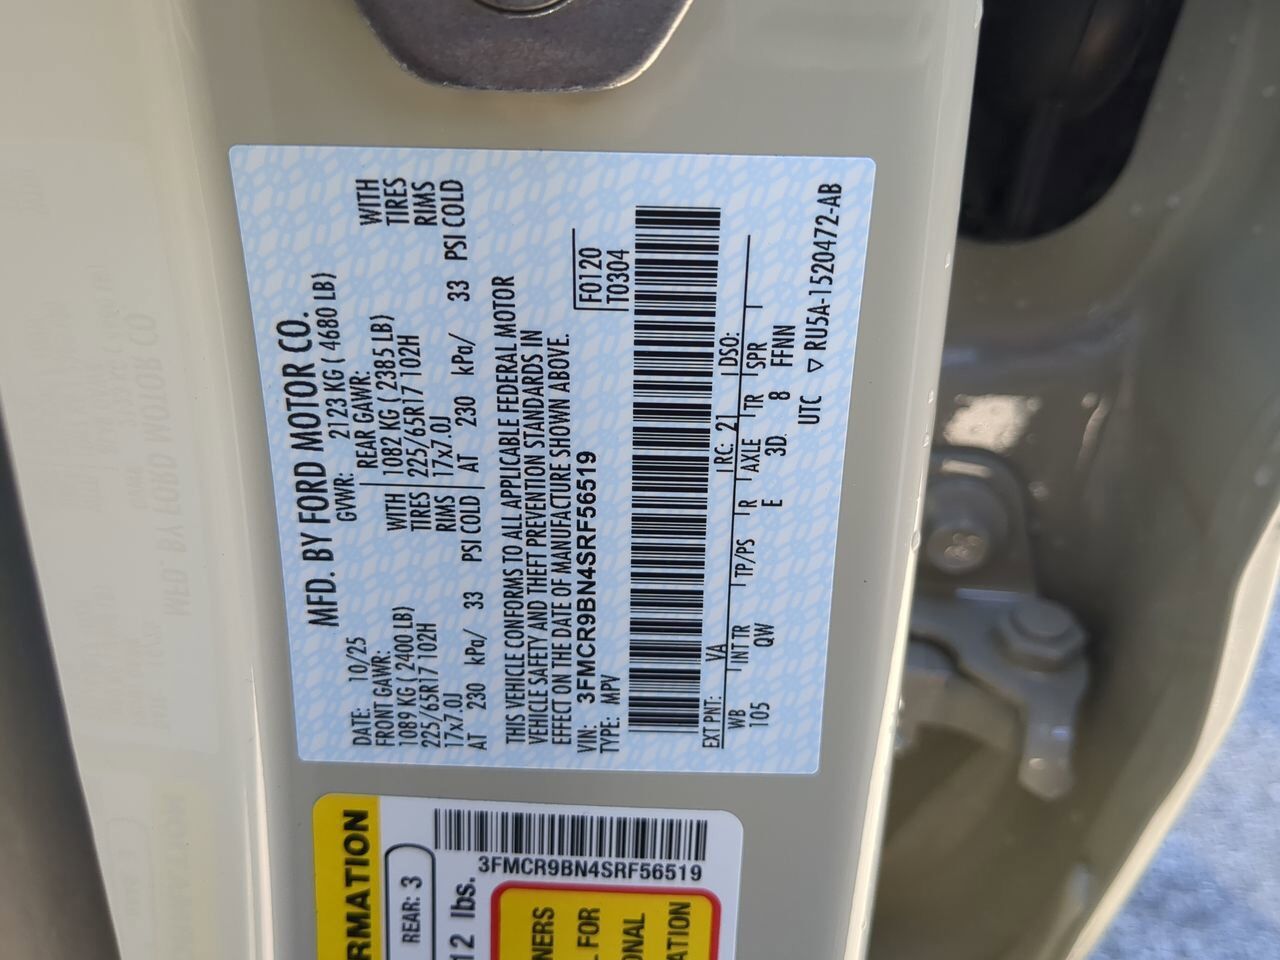 MFD. BY FORD MOTOR CO.
DATE: 10/25 GVWR: 2123 KG ( 4680 LB)
FRONT GAWR: REAR GAWR:
1089 KG ( 2400 LB) WITH 1082 KG ( 2385 LB) WITH
225/65R17 102H TIRES 225/65R17 102H TIRES
17x7.0J RIMS 17x7.0J RIMS
AT 230 kPa/ 33 PSI COLD AT 230 kPa/ 33 PSI COLD
THIS VEHICLE CONFORMS TO ALL APPLICABLE FEDERAL MOTOR
VEHICLE SAFETY AND THEFT PREVENTION STANDARDS IN
EFFECT ON THE DATE OF MANUFACTURE SHOWN ABOVE.
VIN: 3FMCR9BN4SRF56519 F0120
TYPE: MPV T0304
EXT PNT: VA RC: 21 DSO:
WB INT TR TP/PS R AXLE TR SPR
105 QW E 3D 8 FFNN
UTC ▽ RU5A-1520472-AB
RMATION
REAR: 3
3FMCR9BN4SRF56519
12 lbs.
NERS
FOR
ONAL
ATION